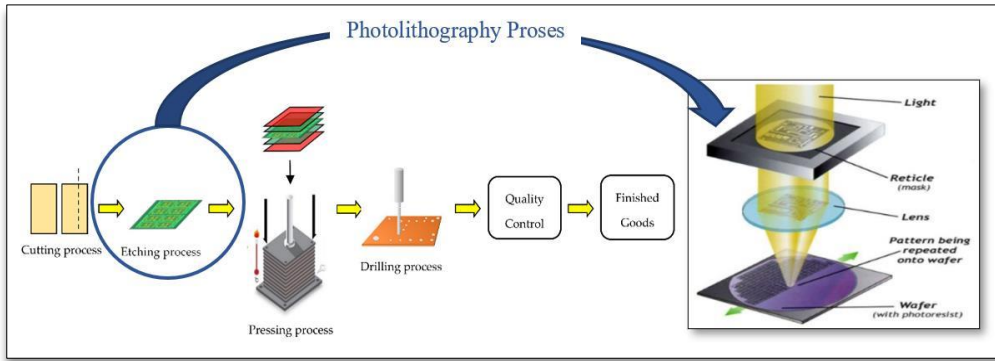 Photolithography Proses
Cutting process
Etching process
Pressing process
Drilling process
Quality
Control
Finished
Goods
Light
Reticle
(mask)
Lens
Pattern being
repeated
onto wafer
Wafer
(with photoresist)